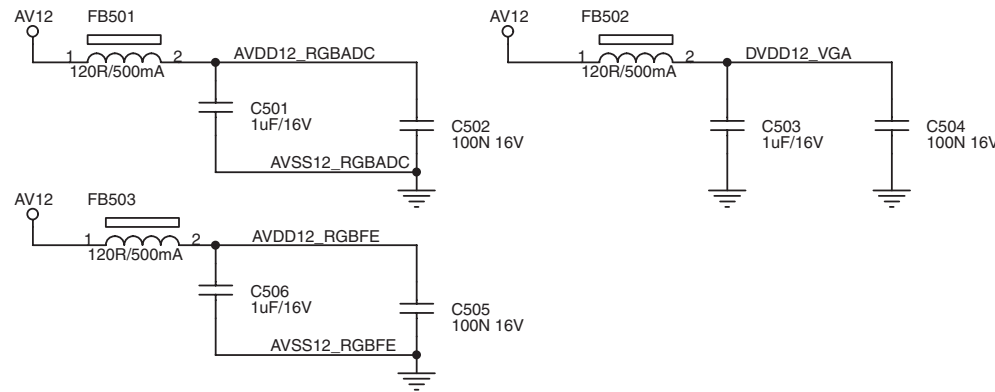 AV12
FB501
1
2
120R/500mA
AVDD12_RGBADC
C501
1uF/16V
C502
100N 16V
AVSS12_RGBADC
AV12
FB502
1
2
120R/500mA
DVDD12_VGA
C503
1uF/16V
C504
100N 16V
AV12
FB503
1
2
120R/500mA
AVDD12_RGBFE
C506
1uF/16V
C505
100N 16V
AVSS12_RGBFE